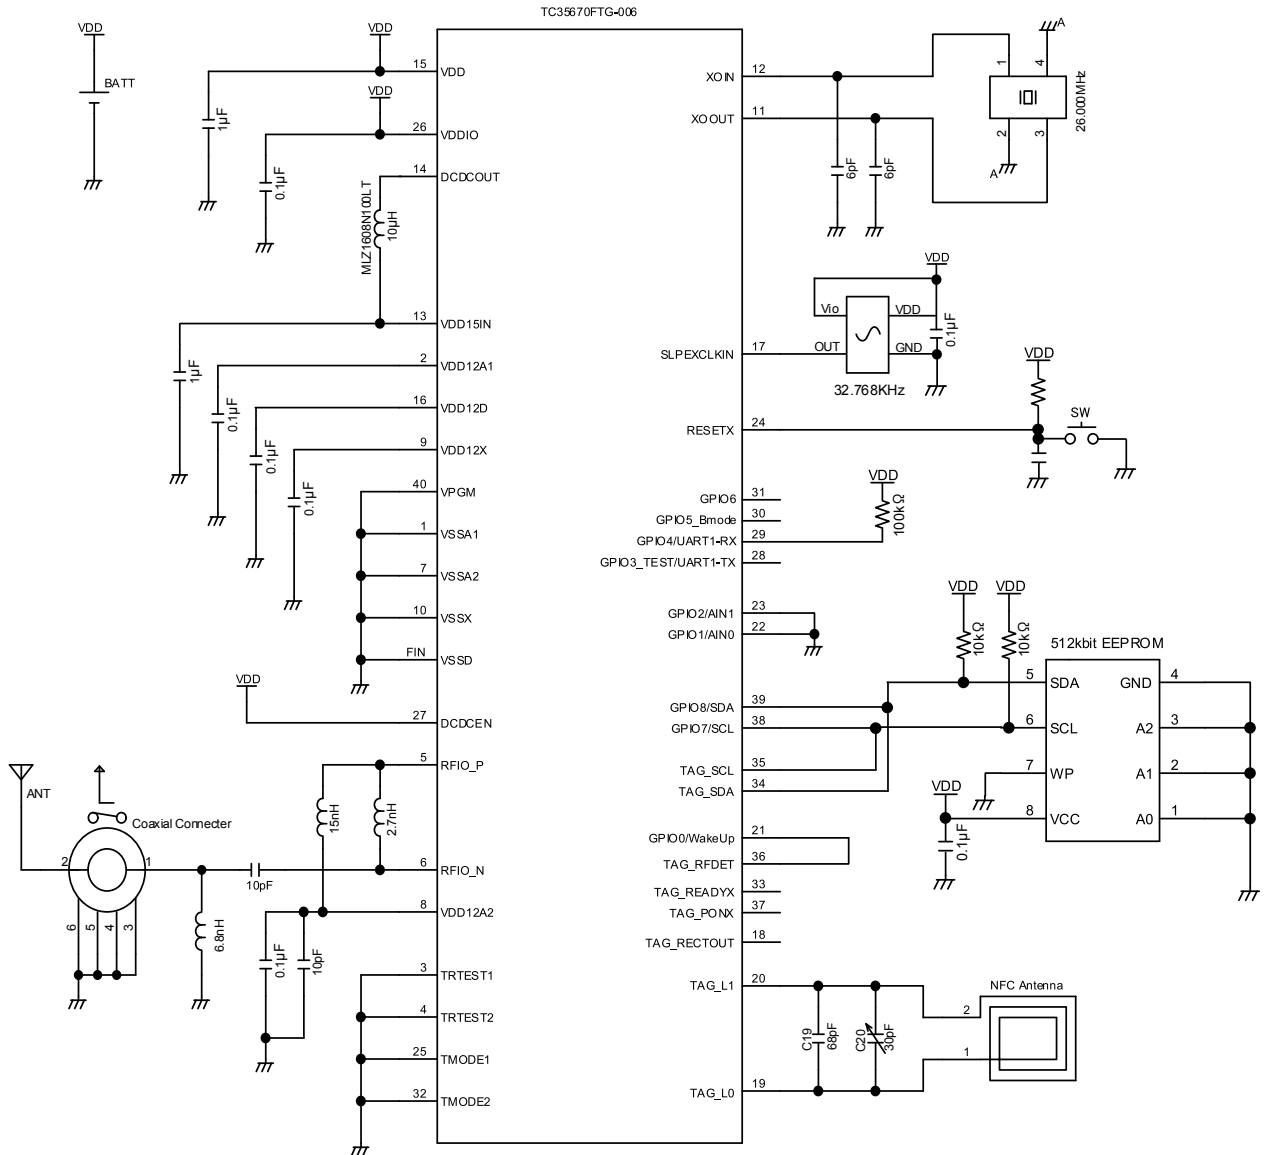 TC35670FTG-006
VDD
BATT
VDD
15
VDD
1μF
VDD
26
VDDIO
0.1μF
14
DCDCOUT
MLZ1608N100LT
10μH
13
VDD15IN
1μF
2
VDD12A1
0.1μF
16
VDD12D
0.1μF
9
VDD12X
0.1μF
40
VPGM
1
VSSA1
7
VSSA2
10
VSSX
FIN
VSSD
VDD
27
DCDCEN
5
RFIO_P
ANT
Coaxial Connecter
2
1
6
5
4
3
15nH
2.7nH
10pF
6
RFIO_N
6.8nH
8
VDD12A2
0.1μF
10pF
3
TRTEST1
4
TRTEST2
25
TMODE1
32
TMODE2
XOIN
12
XOOUT
11
6pF
6pF
A
1
4
2
3
A
26.000MHz
VDD
Vio
VDD
OUT
GND
0.1μF
32.768KHz
SLPEXCLKIN
17
VDD
SW
RESETX
24
VDD
100kΩ
GPIO6
31
GPIO5_Bmode
30
GPIO4/UART1-RX
29
GPIO3_TEST/UART1-TX
28
GPIO2/AIN1
23
GPIO1/AIN0
22
VDD
VDD
10kΩ
10kΩ
512kbit EEPROM
5
SDA
GND
4
6
SCL
A2
3
7
WP
A1
2
8
VCC
A0
1
VDD
0.1μF
GPIO8/SDA
39
GPIO7/SCL
38
TAG_SCL
35
TAG_SDA
34
GPIO0/WakeUp
21
TAG_RFDET
36
TAG_READYX
33
TAG_PONX
37
TAG_RECTOUT
18
TAG_L1
20
C19
68pF
C20
30pF
NFC Antenna
2
1
TAG_L0
19